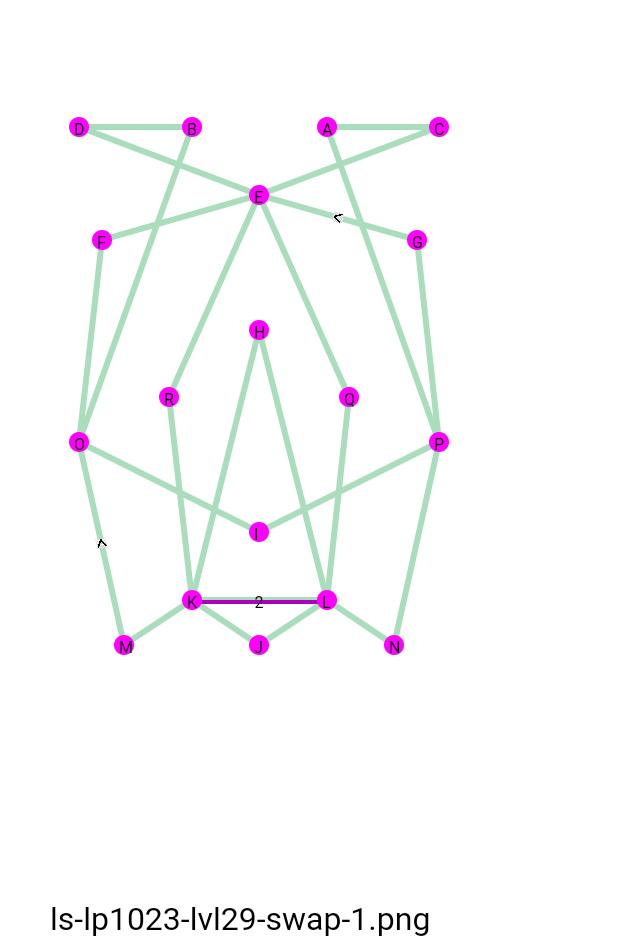 D B A C
E
F G
H
R Q
O P
I
K 2 L
M J N
ls-lp1023-lvl29-swap-1.png